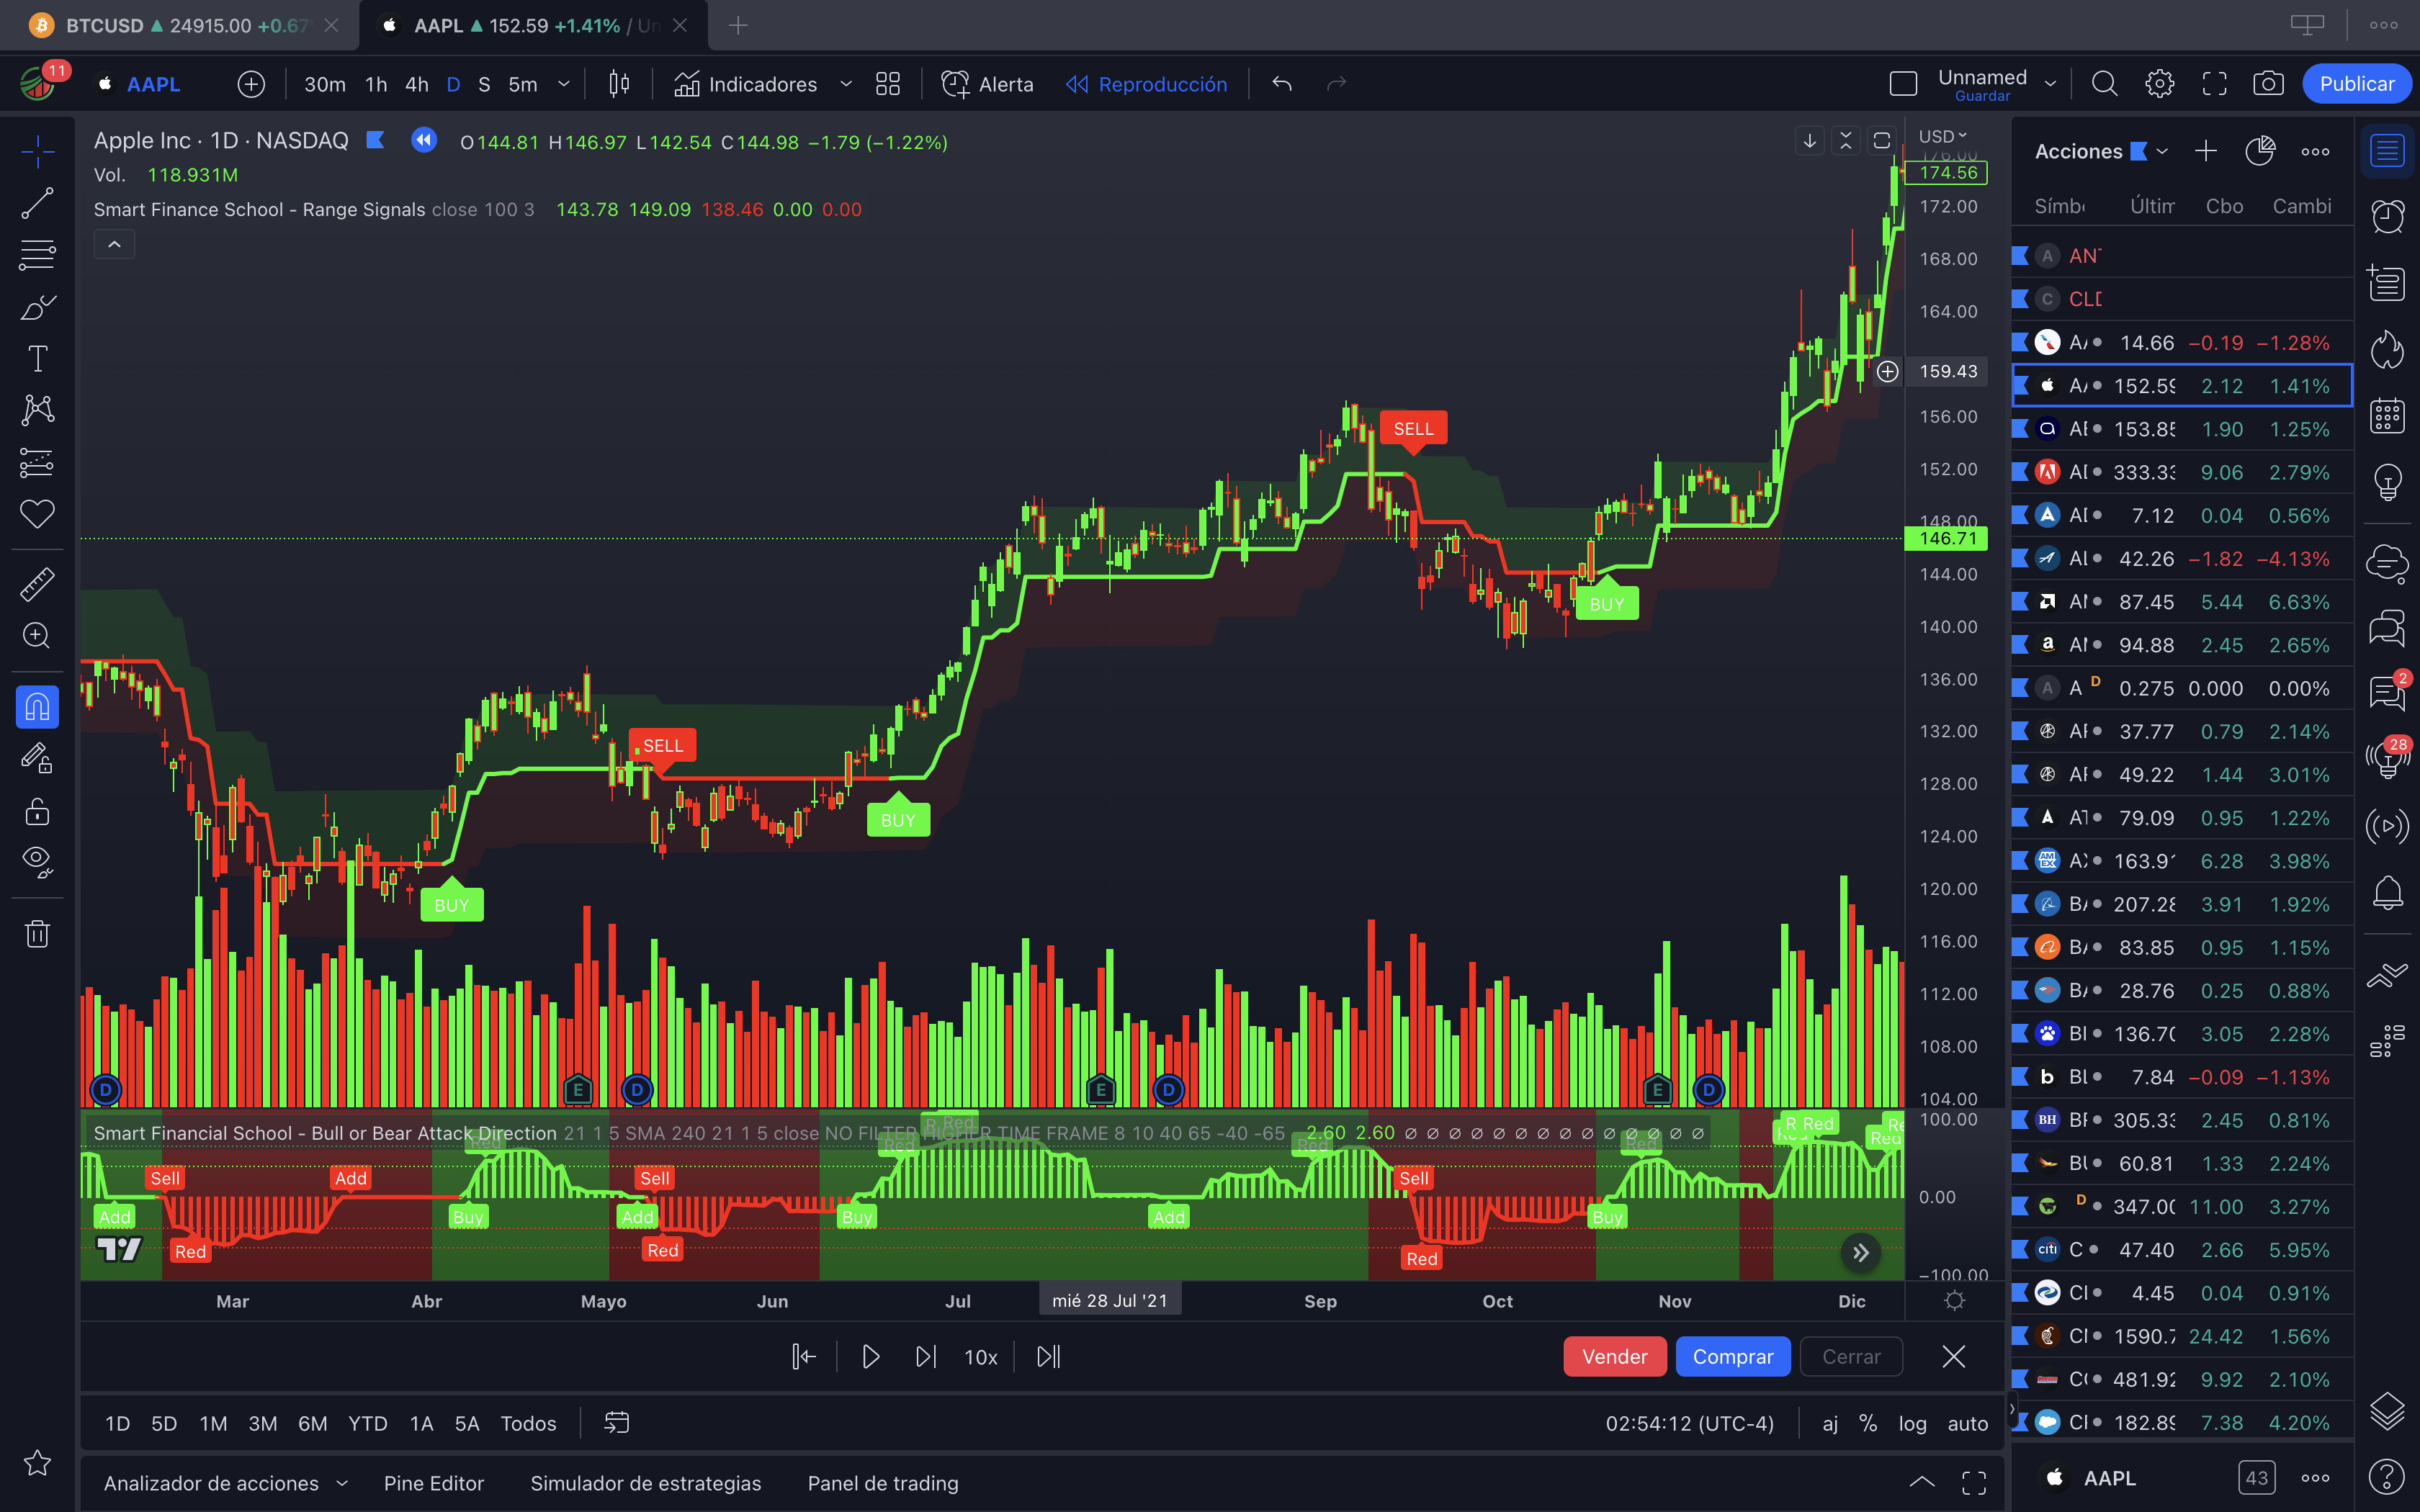 BTCUSD ▲ 24915.00 +0.67
AAPL ▲ 152.59 +1.41% / Un
11
AAPL
30m 1h 4h D S 5m
Indicadores
Alerta
Reproducción
Unnamed
Guardar
Publicar
Apple Inc · 1D · NASDAQ
O144.81 H146.97 L142.54 C144.98 −1.79 (−1.22%)
Vol. 118.931M
Smart Finance School - Range Signals close 100 3 143.78 149.09 138.46 0.00 0.00
USD
176.00
174.56
172.00
168.00
164.00
159.43
156.00
152.00
148.00
146.71
144.00
140.00
136.00
132.00
128.00
124.00
120.00
116.00
112.00
108.00
104.00
SELL
BUY
SELL
BUY
BUY
D E D E D E D
100.00
0.00
−100.00
Smart Financial School - Bull or Bear Attack Direction 21 1 5 SMA 240 21 1 5 close NO FILTER HIGHER TIME FRAME 8 10 40 65 -40 -65 2.60 2.60 ∅ ∅ ∅ ∅ ∅ ∅ ∅ ∅ ∅ ∅ ∅ ∅ ∅ ∅
Red Red R Red Red Red R Red Red Re
Sell Add Sell Sell
Add Buy Add Buy Add Buy
Red Red Red
Mar Abr Mayo Jun Jul mié 28 Jul '21 Sep Oct Nov Dic
10x
Vender Comprar Cerrar
1D 5D 1M 3M 6M YTD 1A 5A Todos
02:54:12 (UTC-4)
aj % log auto
Analizador de acciones Pine Editor Simulador de estrategias Panel de trading
Acciones
Símb Últim Cbo Cambi
A AN
C CLD
14.66 −0.19 −1.28%
152.59 2.12 1.41%
153.85 1.90 1.25%
333.33 9.06 2.79%
7.12 0.04 0.56%
42.26 −1.82 −4.13%
87.45 5.44 6.63%
94.88 2.45 2.65%
A A D 0.275 0.000 0.00%
37.77 0.79 2.14%
49.22 1.44 3.01%
79.09 0.95 1.22%
163.91 6.28 3.98%
207.28 3.91 1.92%
83.85 0.95 1.15%
28.76 0.25 0.88%
136.70 3.05 2.28%
7.84 −0.09 −1.13%
BH 305.33 2.45 0.81%
60.81 1.33 2.24%
D 347.00 11.00 3.27%
citi C 47.40 2.66 5.95%
4.45 0.04 0.91%
1590.7 24.42 1.56%
481.92 9.92 2.10%
182.89 7.38 4.20%
AAPL 43
2
28